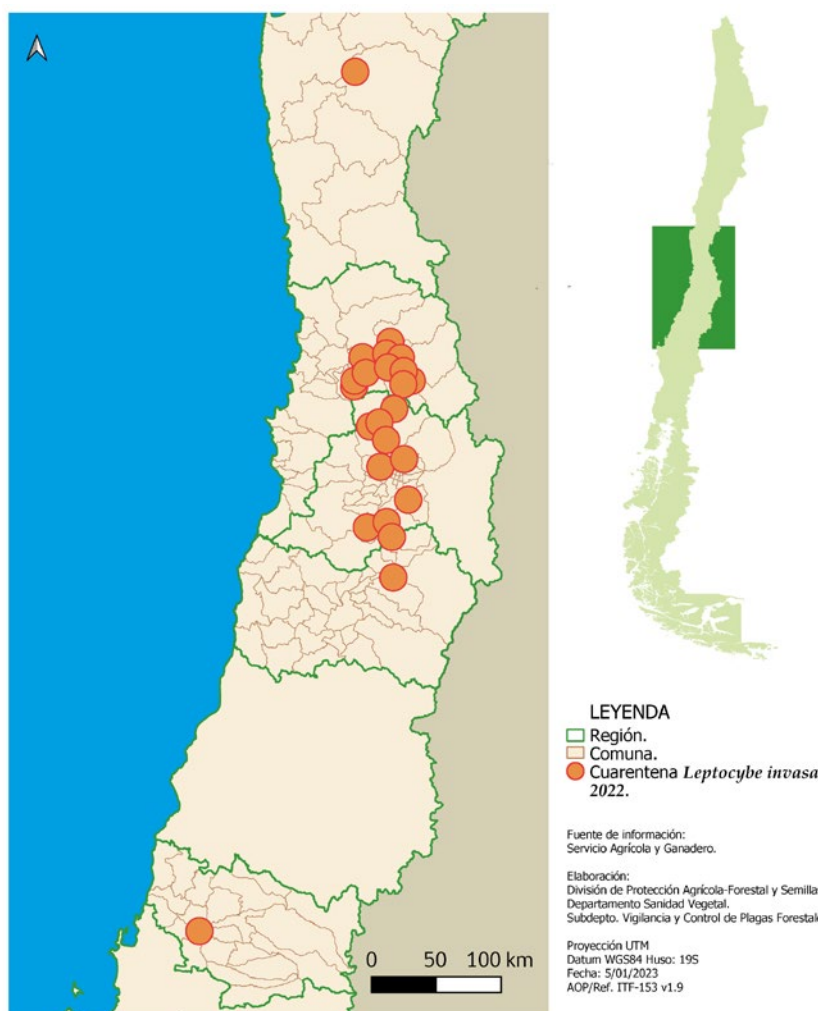 0 50 100 km
LEYENDA
Región.
Comuna.
Cuarentena Leptocybe invasa
2022.
Fuente de información:
Servicio Agrícola y Ganadero.
Elaboración:
División de Protección Agrícola-Forestal y Semillas
Departamento Sanidad Vegetal.
Subdepto. Vigilancia y Control de Plagas Forestale
Proyección UTM
Datum WGS84 Huso: 19S
Fecha: 5/01/2023
AOP/Ref. ITF-153 v1.9